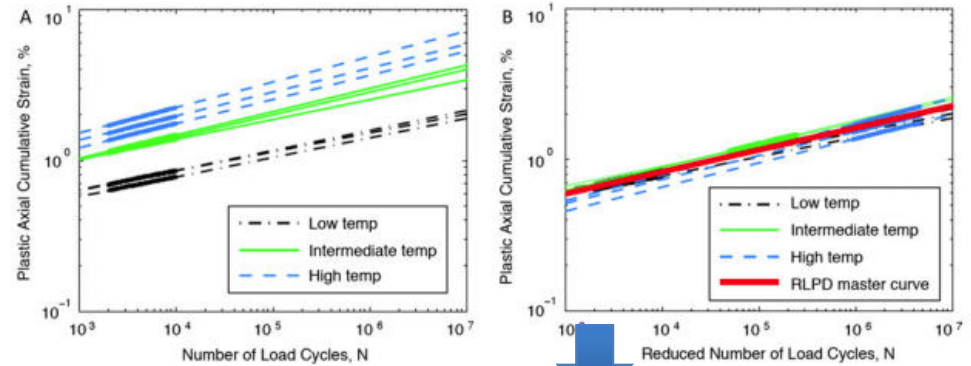 A
Plastic Axial Cumulative Strain, %
10^1
10^0
10^-1
Low temp
Intermediate temp
High temp
10^3 10^4 10^5 10^6 10^7
Number of Load Cycles, N
B
Plastic Axial Cumulative Strain, %
10^1
10^0
10^-1
Low temp
Intermediate temp
High temp
RLPD master curve
10^3 10^4 10^5 10^6 10^7
Reduced Number of Load Cycles, N